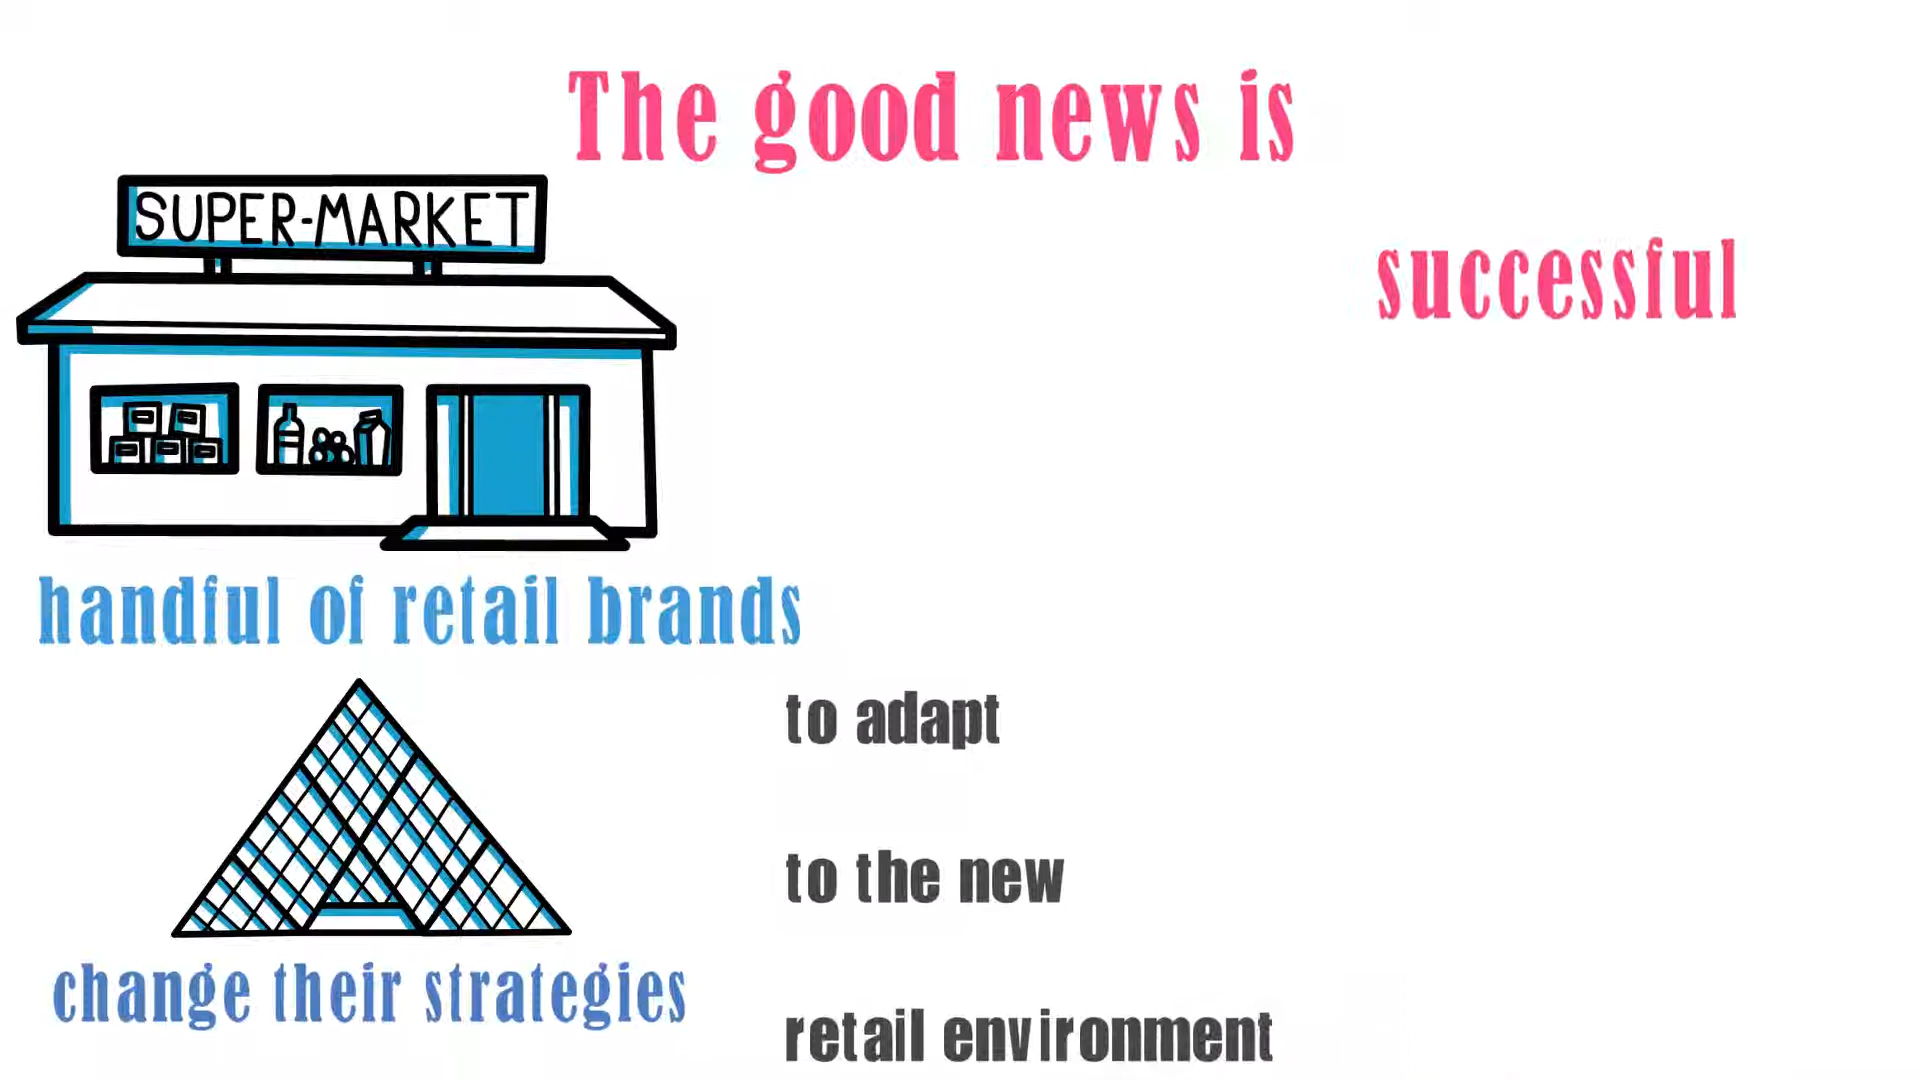 The good news is
SUPER-MARKET
successful
handful of retail brands
to adapt
to the new
change their strategies
retail environment